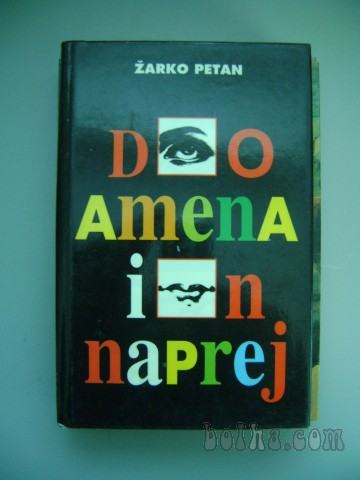 ŽARKO PETAN
DO
AmenA
in
naPrej
bolha.com